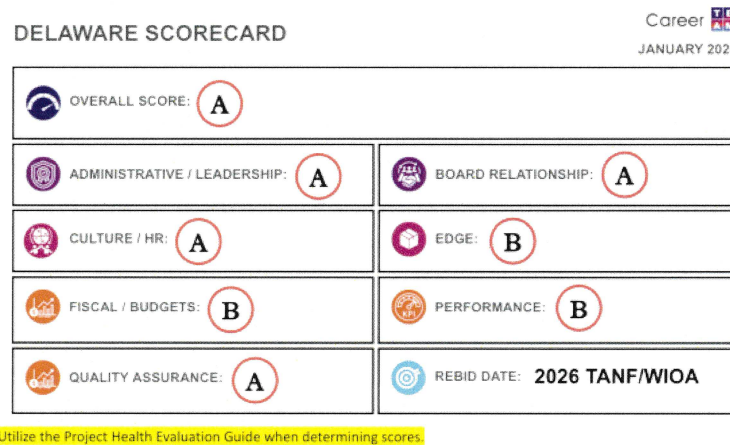 DELAWARE SCORECARD
Career
JANUARY 202
OVERALL SCORE: A
ADMINISTRATIVE / LEADERSHIP: A
BOARD RELATIONSHIP: A
CULTURE / HR: A
EDGE: B
FISCAL / BUDGETS: B
PERFORMANCE: B
KPI
QUALITY ASSURANCE: A
REBID DATE: 2026 TANF/WIOA
Utilize the Project Health Evaluation Guide when determining scores.